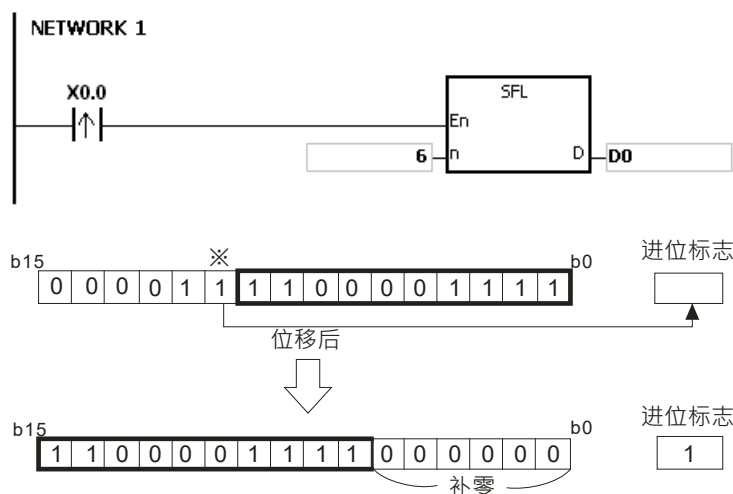 NETWORK 1
X0.0
SFL
En
6 n D D0
b15 ※ b0 进位标志
0 0 0 0 1 1 1 1 0 0 0 0 1 1 1 1
位移后
b15 b0 进位标志
1 1 0 0 0 0 1 1 1 1 0 0 0 0 0 0 1
补零